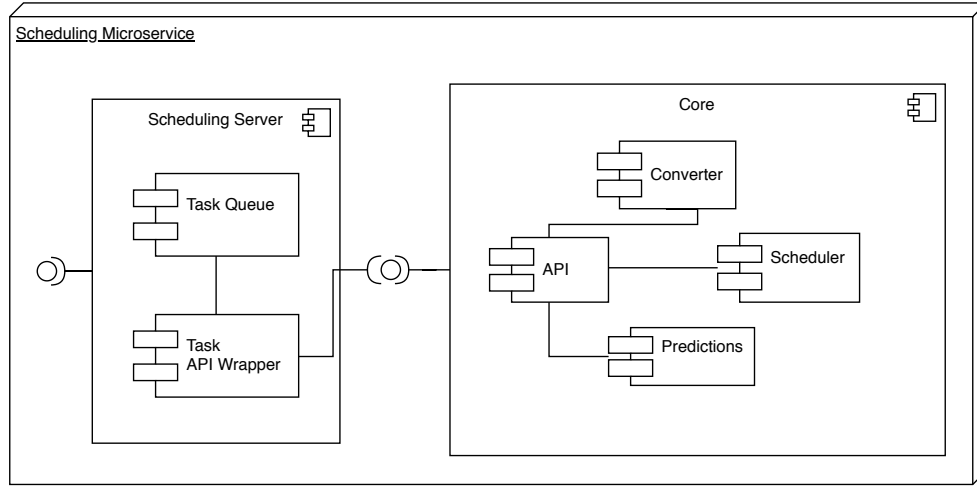 Scheduling Microservice
Scheduling Server
Task Queue
Task
API Wrapper
Core
Converter
API
Scheduler
Predictions